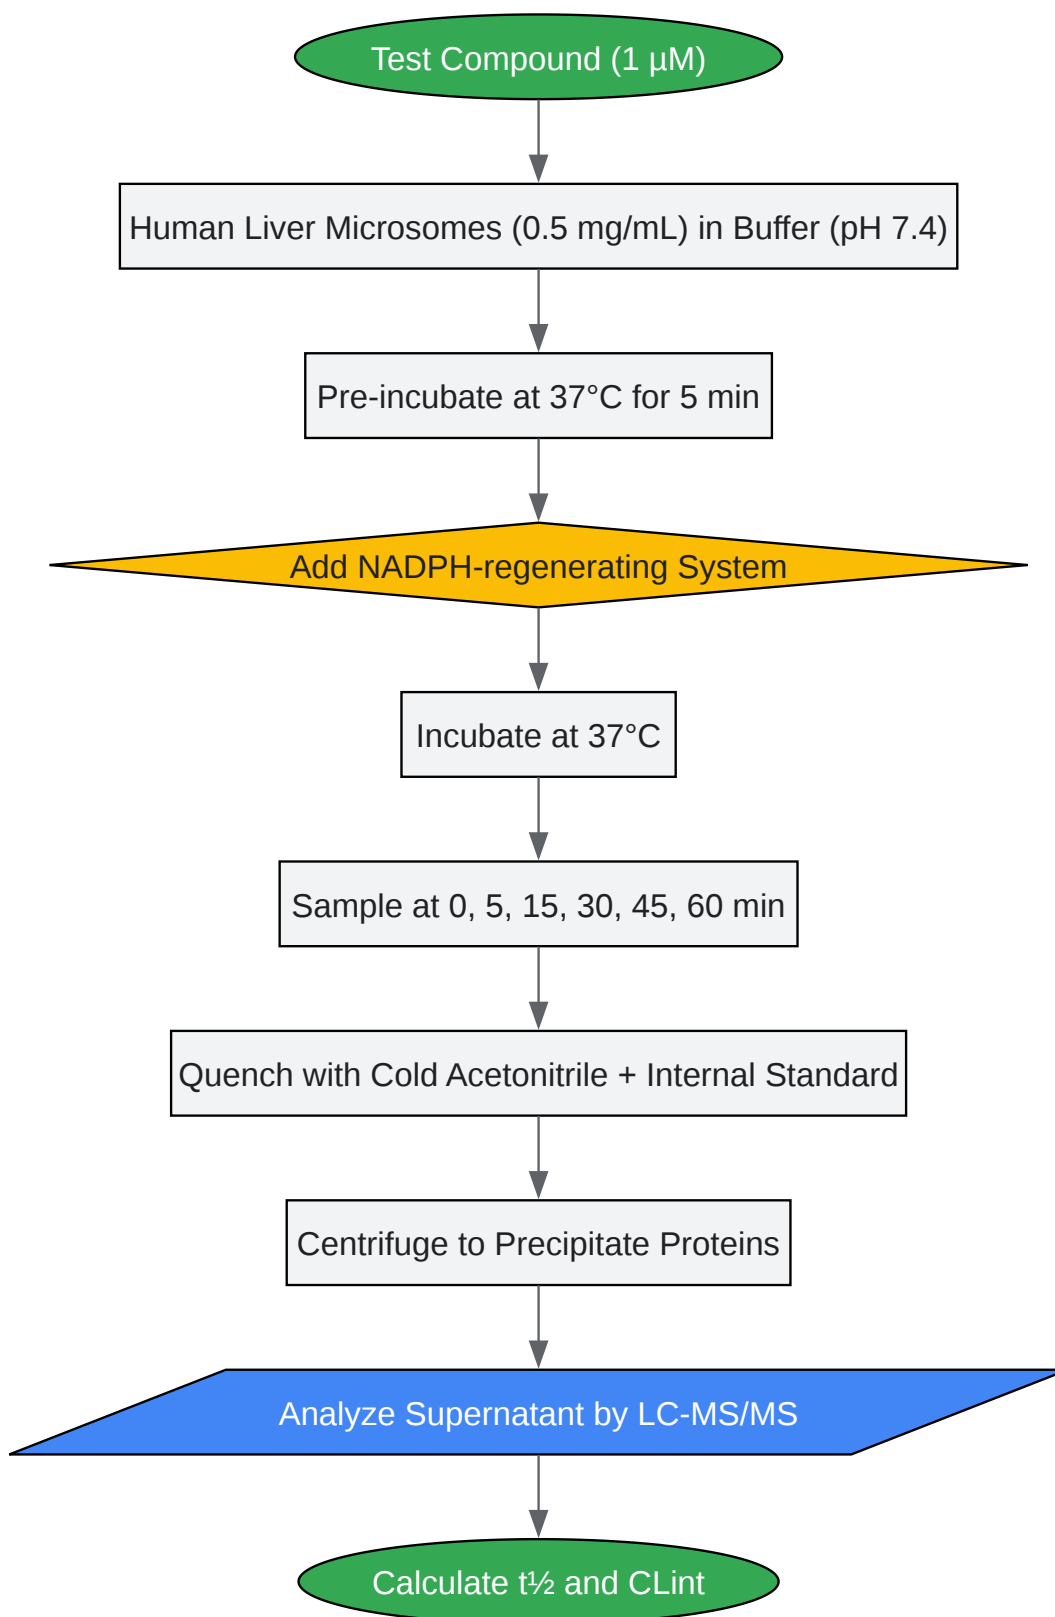 Test Compound (1 µM)
Human Liver Microsomes (0.5 mg/mL) in Buffer (pH 7.4)
Pre-incubate at 37°C for 5 min
Add NADPH-regenerating System
Incubate at 37°C
Sample at 0, 5, 15, 30, 45, 60 min
Quench with Cold Acetonitrile + Internal Standard
Centrifuge to Precipitate Proteins
Analyze Supernatant by LC-MS/MS
Calculate t½ and CLint